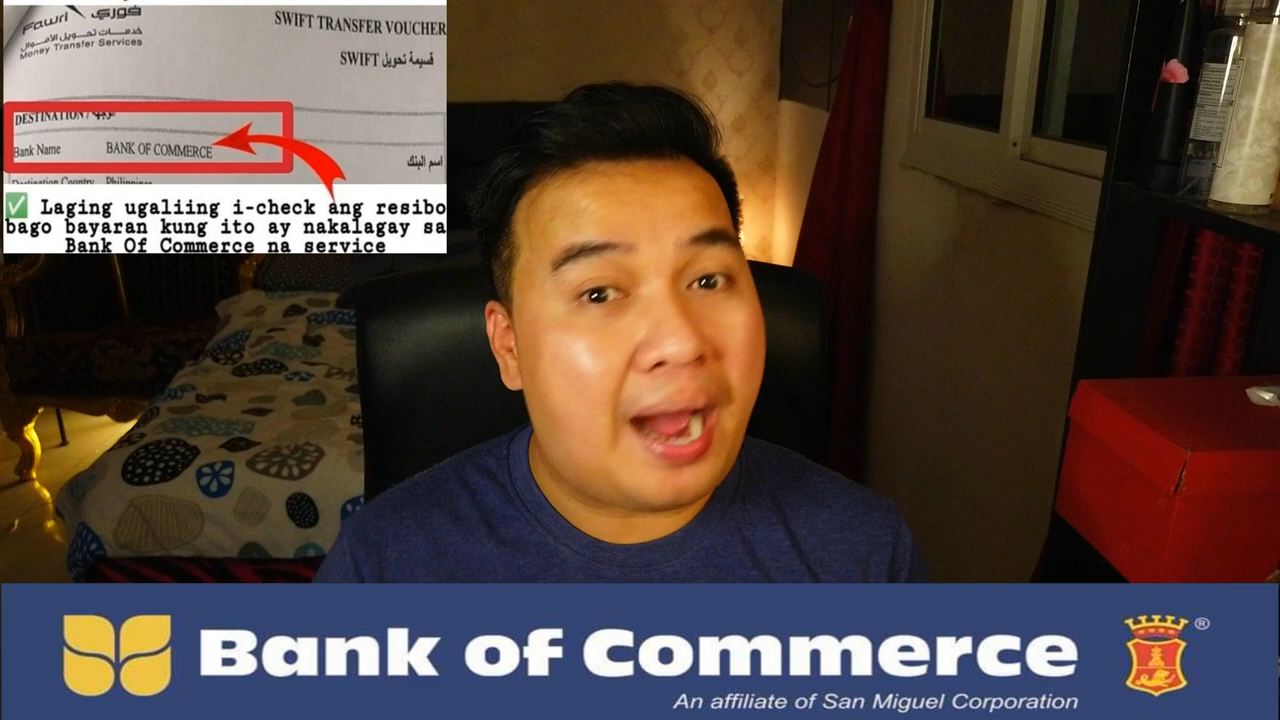 Fawri فوري
خدمات تحويل الأموال
Money Transfer Services
SWIFT TRANSFER VOUCHER
قسيمة تحويل SWIFT
DESTINATION /
Bank Name BANK OF COMMERCE اسم البنك
Destination Country Philippines
✅ Laging ugaliing i-check ang resibo
bago bayaran kung ito ay nakalagay sa
Bank Of Commerce na service
Bank of Commerce ®
An affiliate of San Miguel Corporation